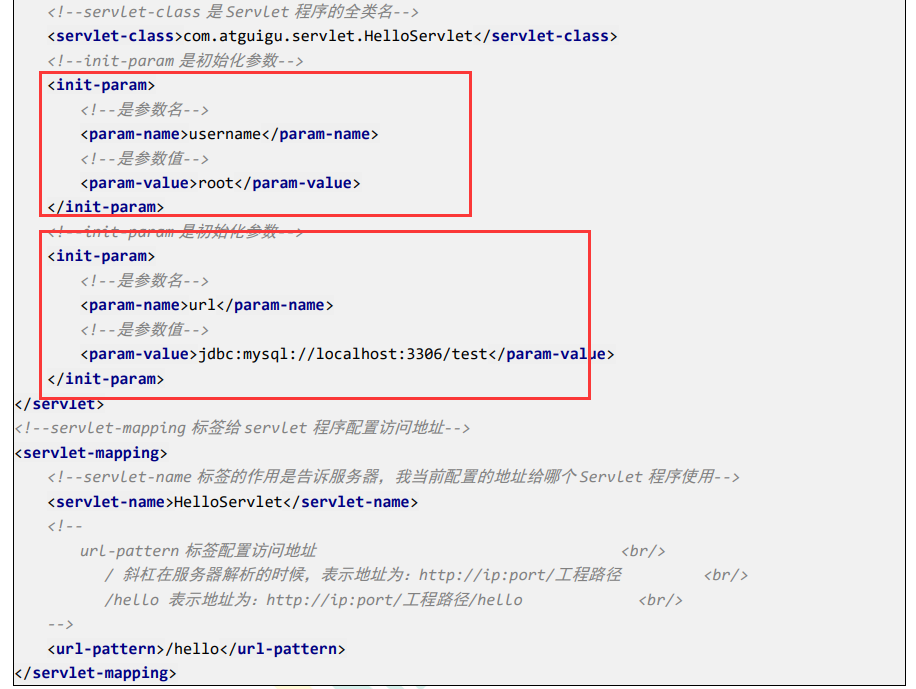 <!--servlet-class 是 Servlet 程序的全类名-->
<servlet-class>com.atguigu.servlet.HelloServlet</servlet-class>
<!--init-param 是初始化参数-->
<init-param>
<!--是参数名-->
<param-name>username</param-name>
<!--是参数值-->
<param-value>root</param-value>
</init-param>
<!--init-param 是初始化参数-->
<init-param>
<!--是参数名-->
<param-name>url</param-name>
<!--是参数值-->
<param-value>jdbc:mysql://localhost:3306/test</param-value>
</init-param>
</servlet>
<!--servlet-mapping 标签给 servlet 程序配置访问地址-->
<servlet-mapping>
<!--servlet-name 标签的作用是告诉服务器，我当前配置的地址给哪个 Servlet 程序使用-->
<servlet-name>HelloServlet</servlet-name>
<!--
url-pattern 标签配置访问地址 <br/>
/ 斜杠在服务器解析的时候，表示地址为：http://ip:port/工程路径 <br/>
/hello 表示地址为：http://ip:port/工程路径/hello <br/>
-->
<url-pattern>/hello</url-pattern>
</servlet-mapping>